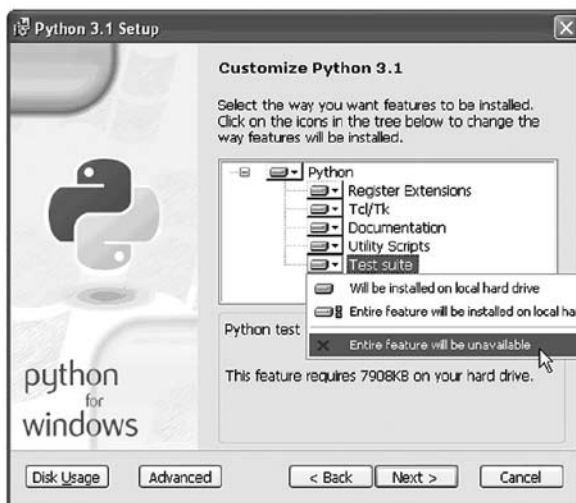 Python 3.1 Setup
Customize Python 3.1
Select the way you want features to be installed.
Click on the icons in the tree below to change the
way features will be installed.
Python
Register Extensions
Tcl/Tk
Documentation
Utility Scripts
Test suite
Will be installed on local hard drive
Entire feature will be installed on local ha
Python test
Entire feature will be unavailable
This feature requires 7908KB on your hard drive.
python
for
windows
Disk Usage
Advanced
< Back
Next >
Cancel